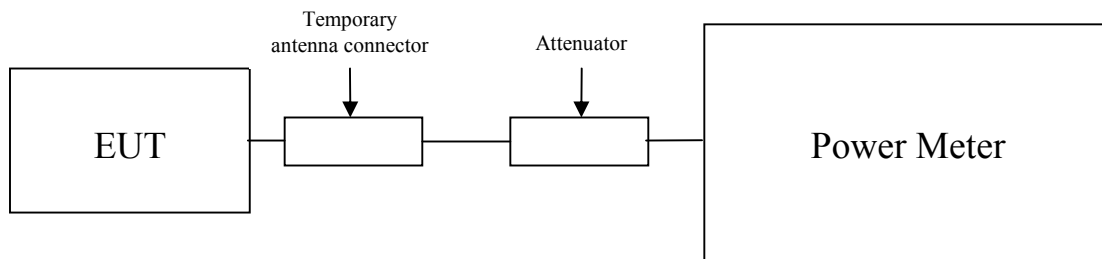 Temporary
antenna connector
Attenuator
EUT
Power Meter